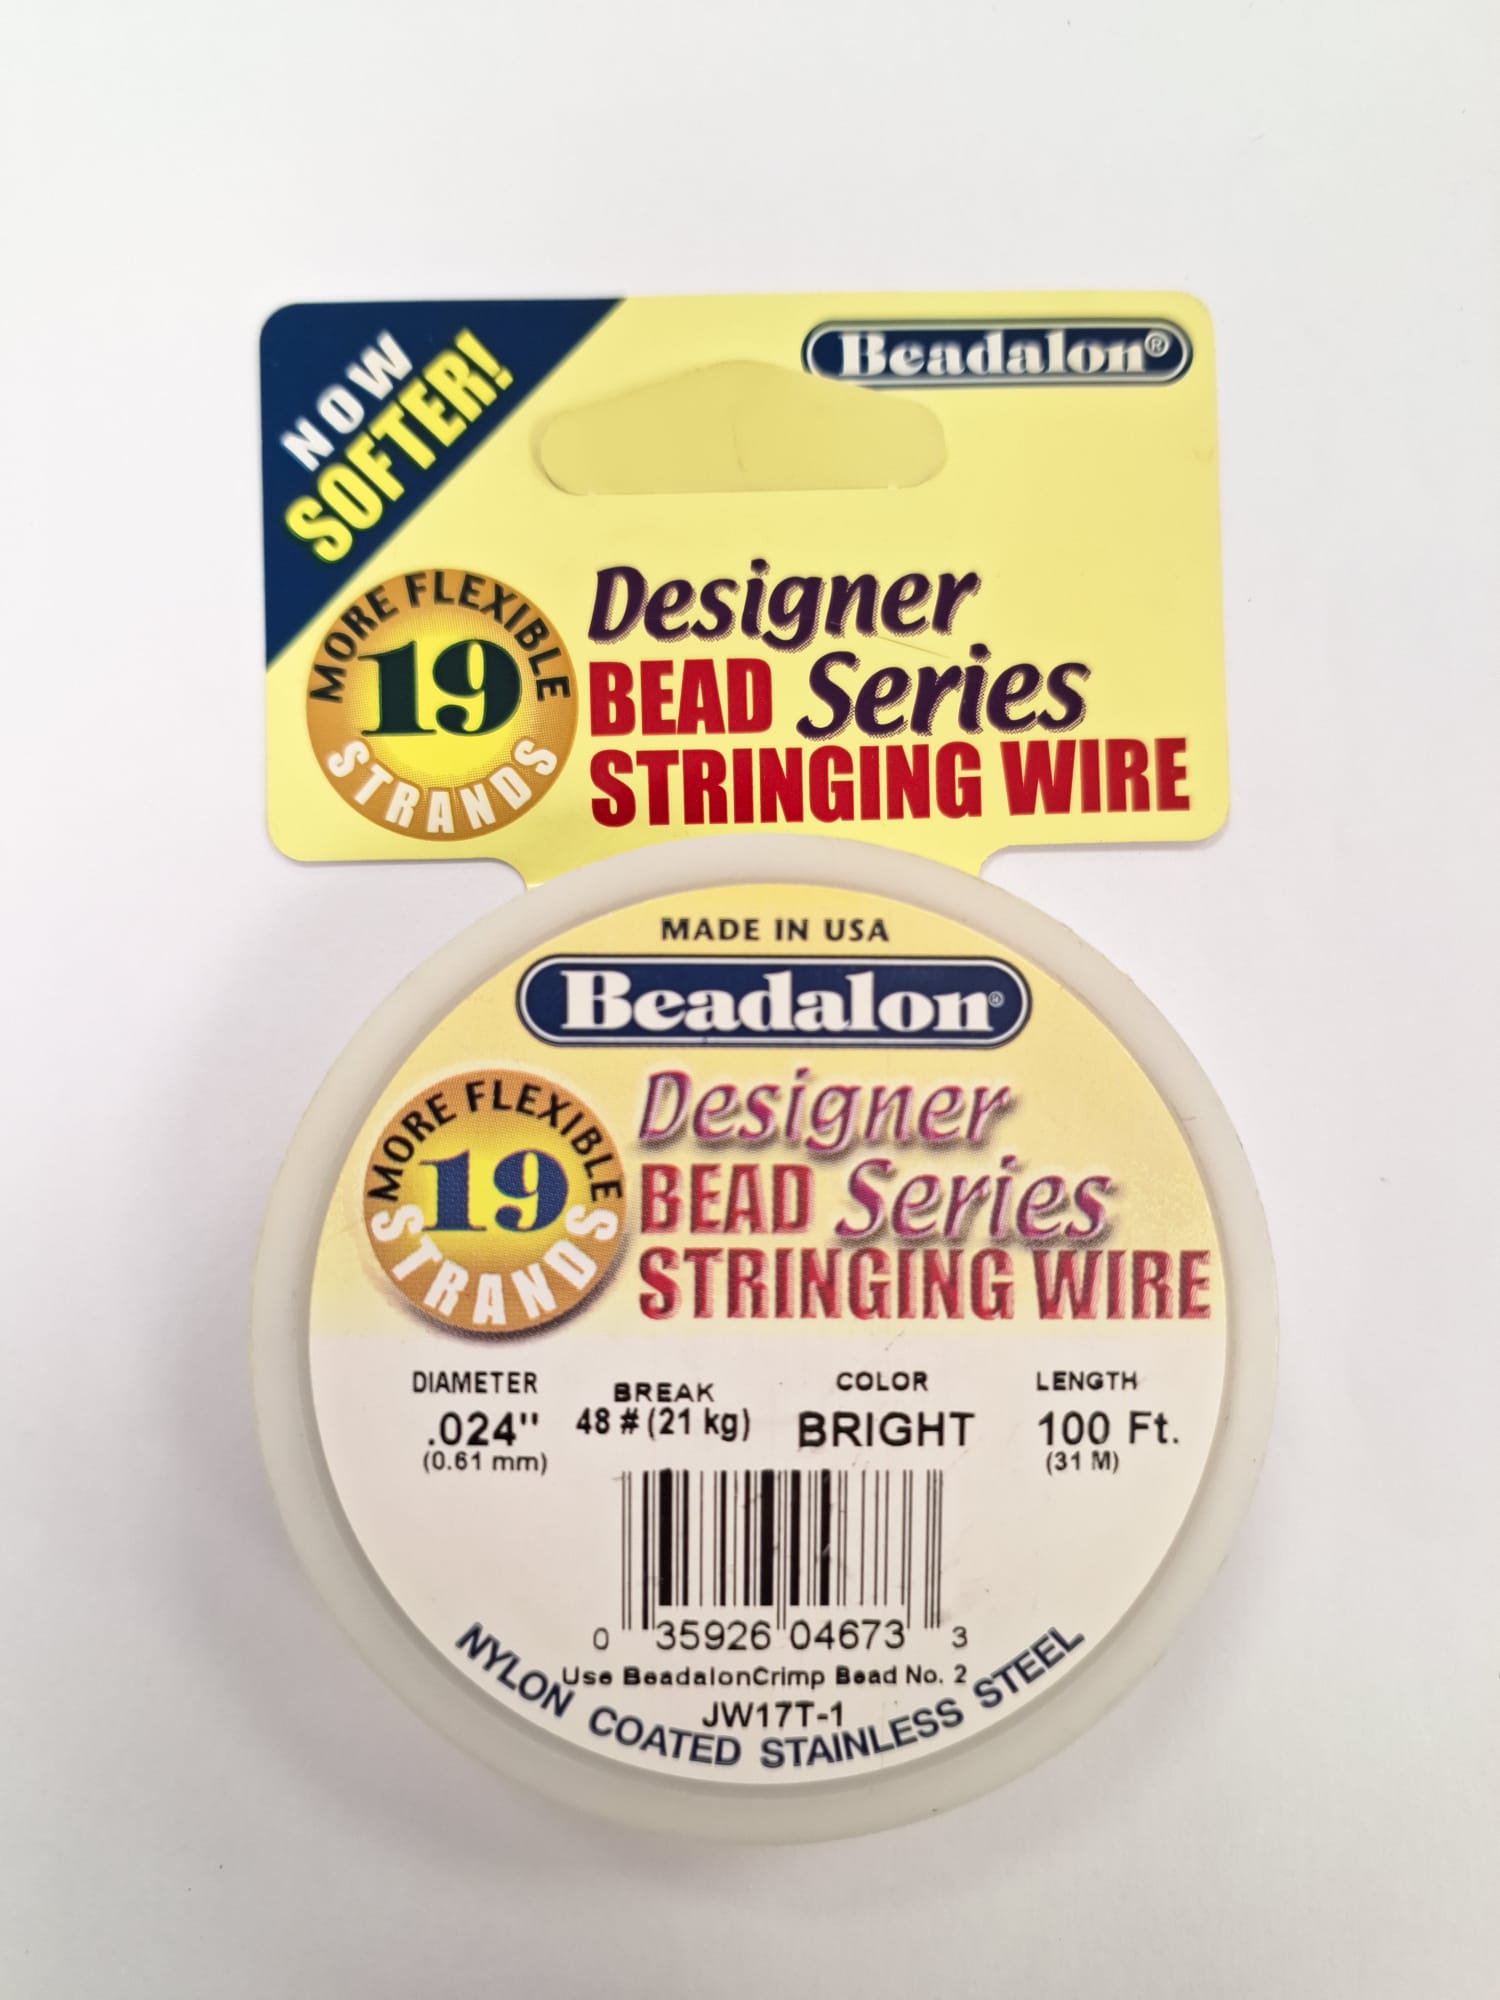 NOW
SOFTER!
Beadalon®
MORE FLEXIBLE
19
STRANDS
Designer
BEAD Series
STRINGING WIRE
MADE IN USA
Beadalon®
MORE FLEXIBLE
19
STRANDS
Designer
BEAD Series
STRINGING WIRE
DIAMETER
.024"
(0.61 mm)
BREAK
48 # (21 kg)
COLOR
BRIGHT
LENGTH
100 Ft.
(31 M)
0 35926 04673 3
Use BeadalonCrimp Bead No. 2
JW17T-1
NYLON COATED STAINLESS STEEL